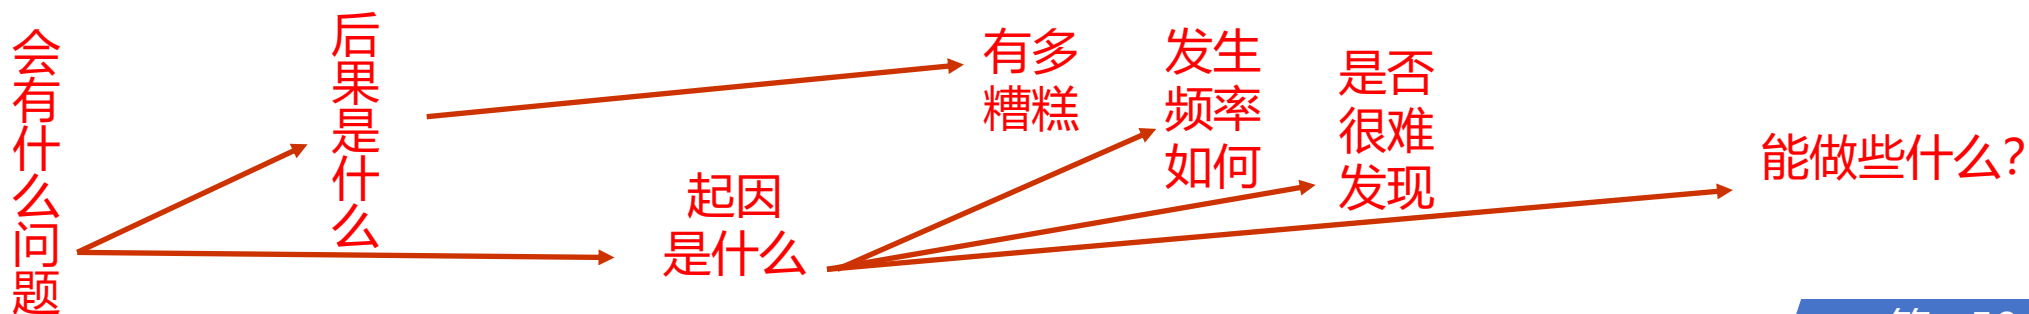 会有什么问题
后果是什么
起因
是什么
有多
糟糕
发生
频率
如何
是否
很难
发现
能做些什么?